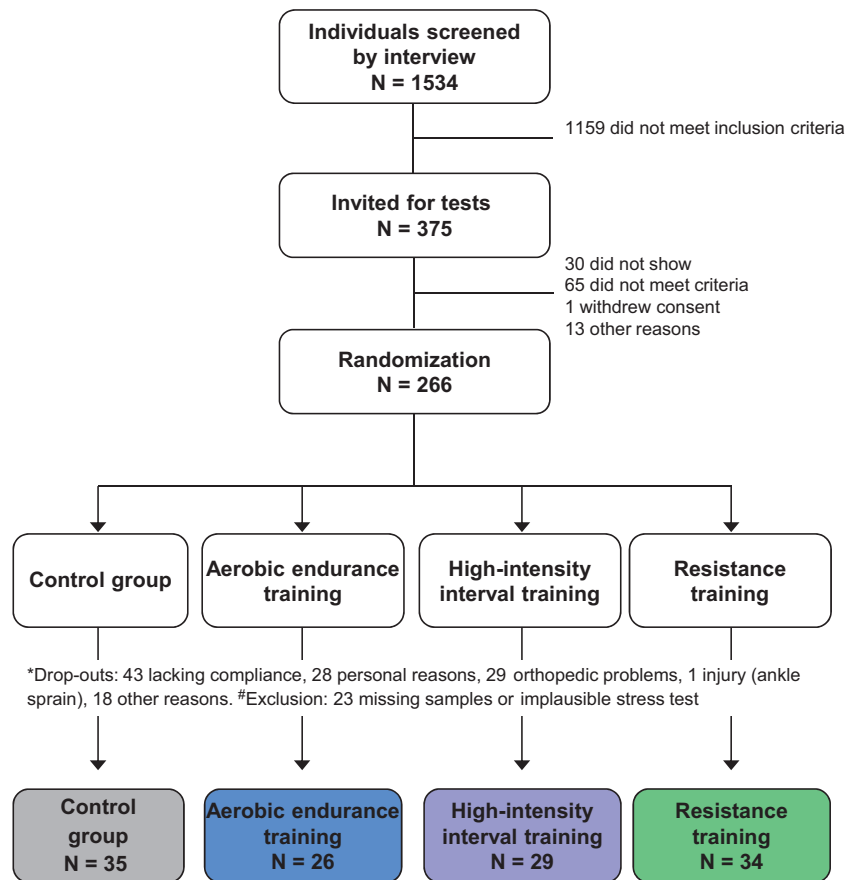 Individuals screened
by interview
N = 1534
1159 did not meet inclusion criteria
Invited for tests
N = 375
30 did not show
65 did not meet criteria
1 withdrew consent
13 other reasons
Randomization
N = 266
Control group
Aerobic endurance
training
High-intensity
interval training
Resistance
training
*Drop-outs: 43 lacking compliance, 28 personal reasons, 29 orthopedic problems, 1 injury (ankle
sprain), 18 other reasons. #Exclusion: 23 missing samples or implausible stress test
Control
group
N = 35
Aerobic endurance
training
N = 26
High-intensity
interval training
N = 29
Resistance
training
N = 34